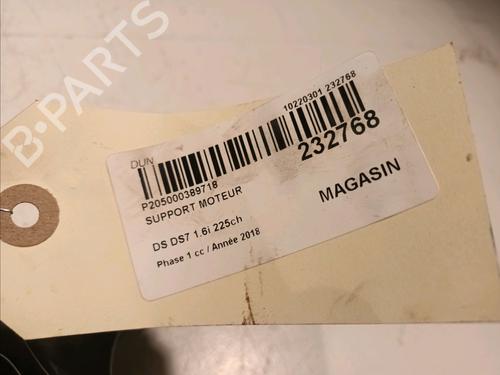 B-PARTS
DUN
10220301 232768
232768
P205000389718
SUPPORT MOTEUR
MAGASIN
DS DS7 1.6i 225ch
Phase 1 cc / Année 2018